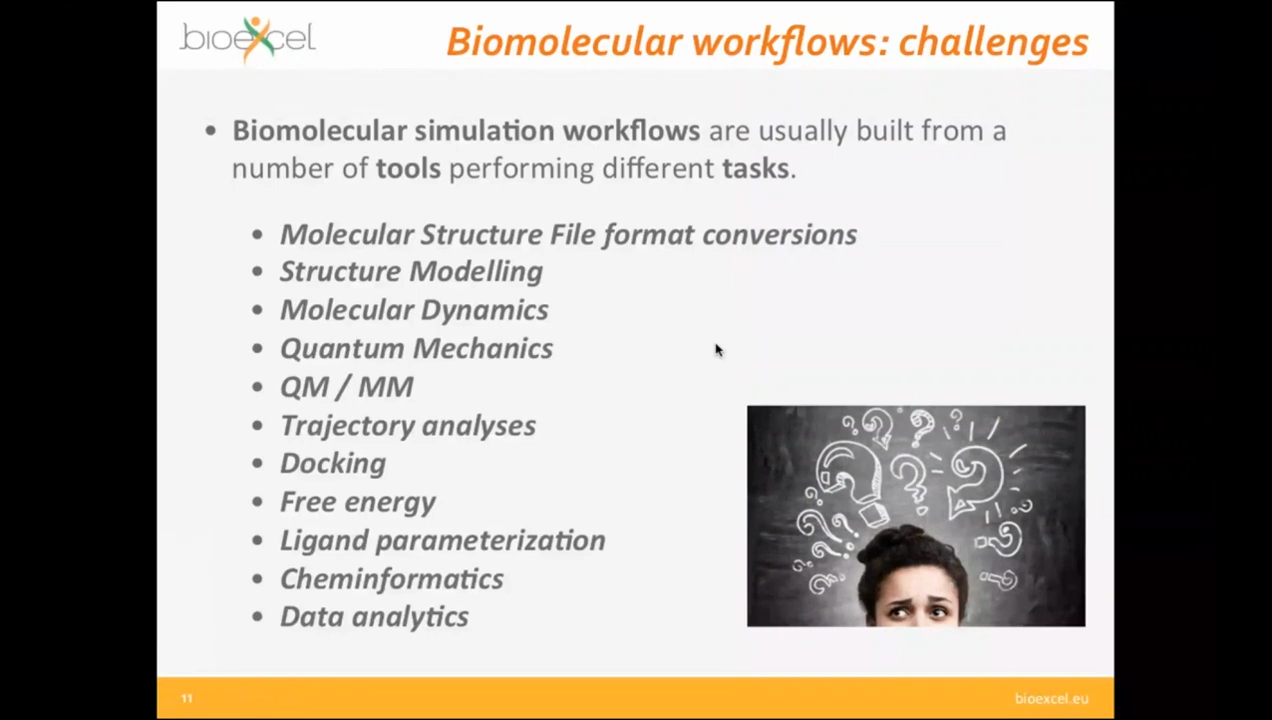 bioexcel
Biomolecular workflows: challenges
• Biomolecular simulation workflows are usually built from a
number of tools performing different tasks.
• Molecular Structure File format conversions
• Structure Modelling
• Molecular Dynamics
• Quantum Mechanics
• QM / MM
• Trajectory analyses
• Docking
• Free energy
• Ligand parameterization
• Cheminformatics
• Data analytics
11
bioexcel.eu